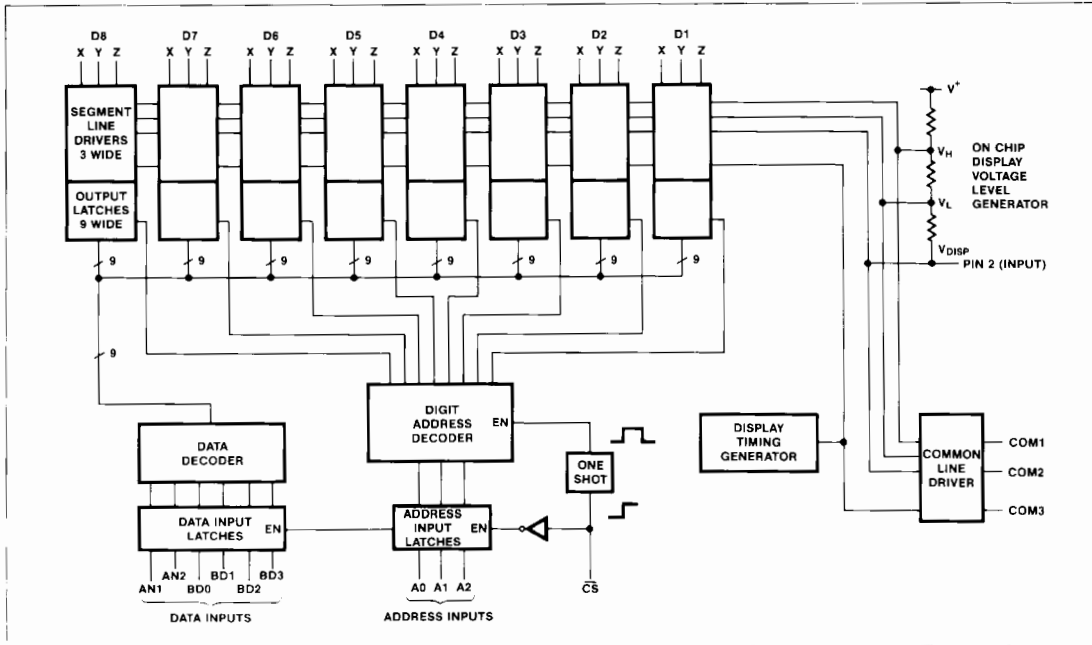 D8 D7 D6 D5 D4 D3 D2 D1
X Y Z X Y Z X Y Z X Y Z X Y Z X Y Z X Y Z X Y Z
SEGMENT
LINE
DRIVERS
3 WIDE
OUTPUT
LATCHES
9 WIDE
9 9 9 9 9 9 9 9
9
V+
VH
VL
VDISP
PIN 2 (INPUT)
ON CHIP
DISPLAY
VOLTAGE
LEVEL
GENERATOR
DIGIT
ADDRESS
DECODER
EN
ONE
SHOT
DATA
DECODER
DATA INPUT
LATCHES
EN
ADDRESS
INPUT
LATCHES
EN
AN1 AN2 BD0 BD1 BD2 BD3
DATA INPUTS
A0 A1 A2
ADDRESS INPUTS
C̅S̅
DISPLAY
TIMING
GENERATOR
COMMON
LINE
DRIVER
COM1
COM2
COM3